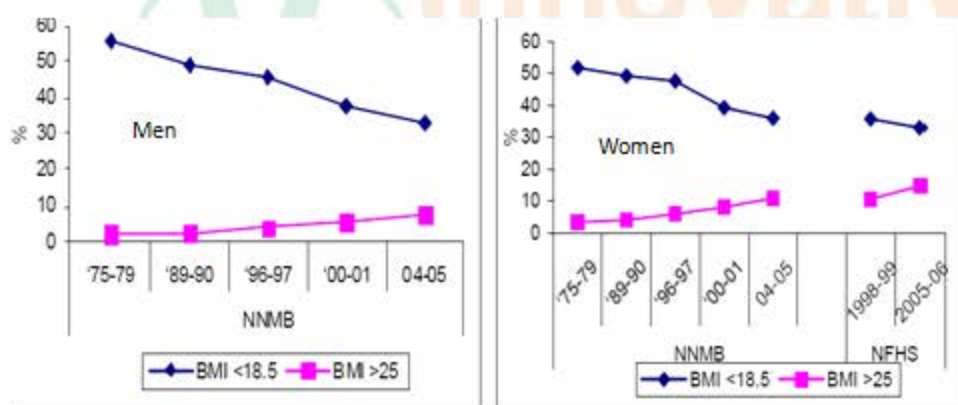 60
50
40
30
20
10
0
%
Men
'75-79 '89-90 '96-97 '00-01 04-05
NNMB
BMI <18.5 BMI >25
60
50
40
30
20
10
0
%
Women
'75-79 '89-90 '96-97 '00-01 04-05 1998-99 2005-06
NNMB NFHS
BMI <18.5 BMI >25